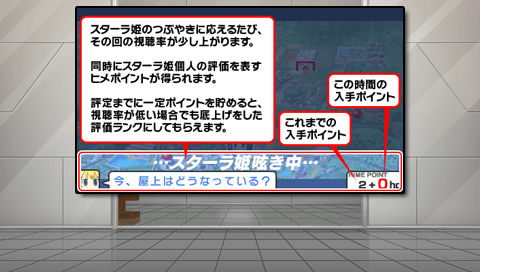 スターラ姫のつぶやきに応えるたび、
その回の視聴率が少し上がります。
同時にスターラ姫個人の評価を表す
ヒメポイントが得られます。
評定までに一定ポイントを貯めると、
視聴率が低い場合でも底上げをした
評価ランクにしてもらえます。
この時間の
入手ポイント
これまでの
入手ポイント
…スターラ姫呟き中…
今、屋上はどうなっている？
HIME POINT
2+0hp